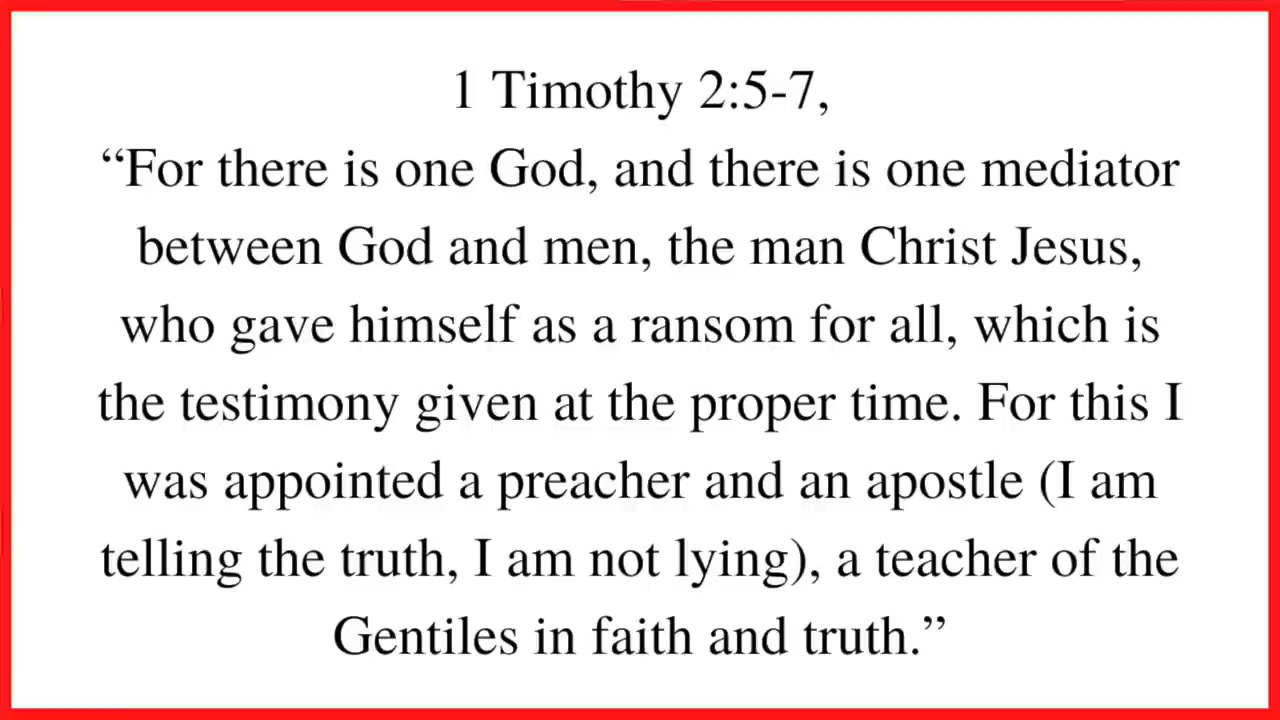 1 Timothy 2:5-7,
“For there is one God, and there is one mediator
between God and men, the man Christ Jesus,
who gave himself as a ransom for all, which is
the testimony given at the proper time. For this I
was appointed a preacher and an apostle (I am
telling the truth, I am not lying), a teacher of the
Gentiles in faith and truth.”